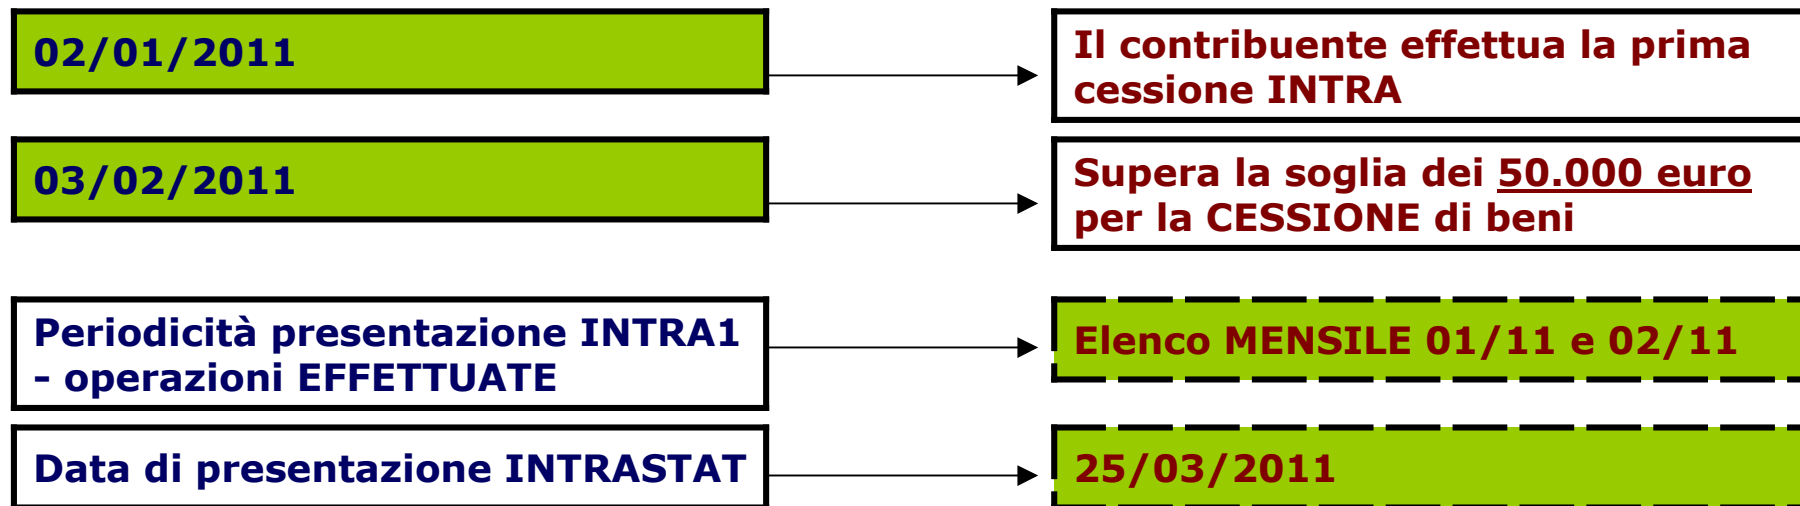 02/01/2011
Il contribuente effettua la prima
cessione INTRA
03/02/2011
Supera la soglia dei 50.000 euro
per la CESSIONE di beni
Periodicità presentazione INTRA1
- operazioni EFFETTUATE
Elenco MENSILE 01/11 e 02/11
Data di presentazione INTRASTAT
25/03/2011